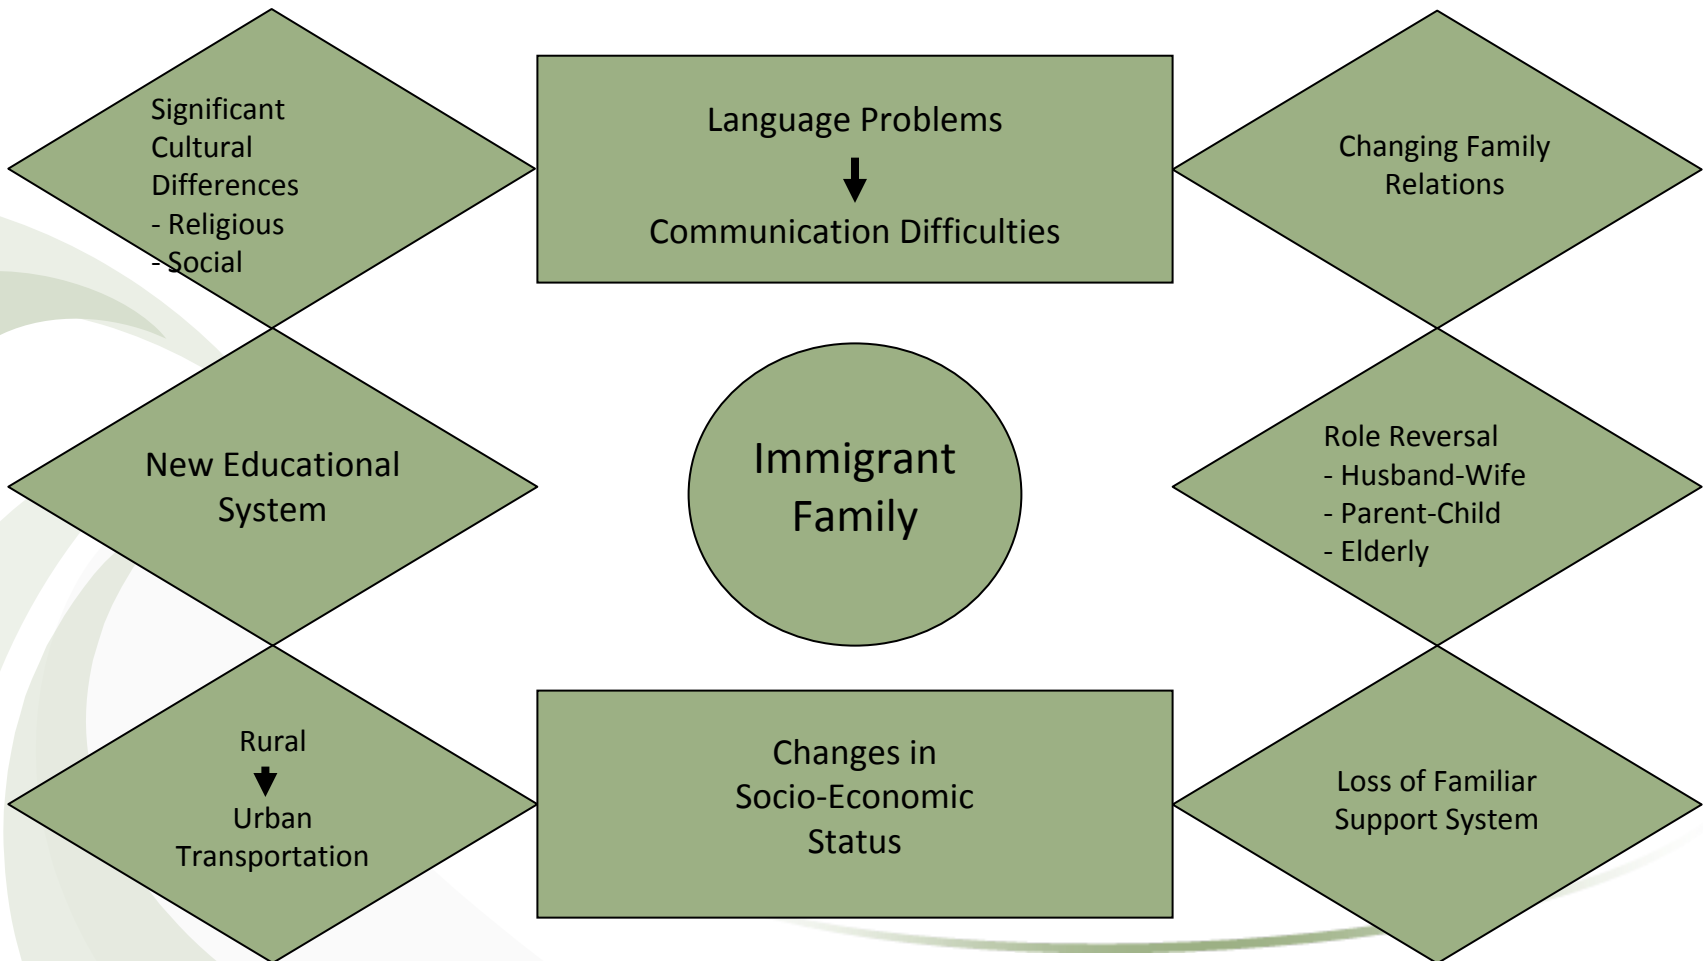 Significant
Cultural
Differences
- Religious
- Social
Language Problems
Communication Difficulties
Changing Family
Relations
New Educational
System
Immigrant
Family
Role Reversal
- Husband-Wife
- Parent-Child
- Elderly
Rural
Urban
Transportation
Changes in
Socio-Economic
Status
Loss of Familiar
Support System